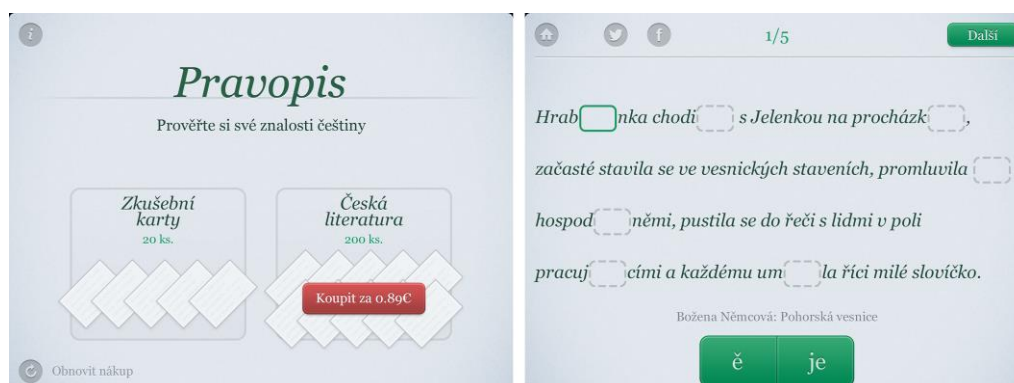 Pravopis
Prověřte si své znalosti češtiny
Zkušební
karty
20 ks.
Česká
literatura
200 ks.
Koupit za 0.89€
Obnovit nákup
1/5
Další
Hrab nka chodi s Jelenkou na procházk ,
začasté stavila se ve vesnických staveních, promluvila
hospod němi, pustila se do řeči s lidmi v poli
pracuj cími a každému um la říci milé slovíčko.
Božena Němcová: Pohorská vesnice
ě je